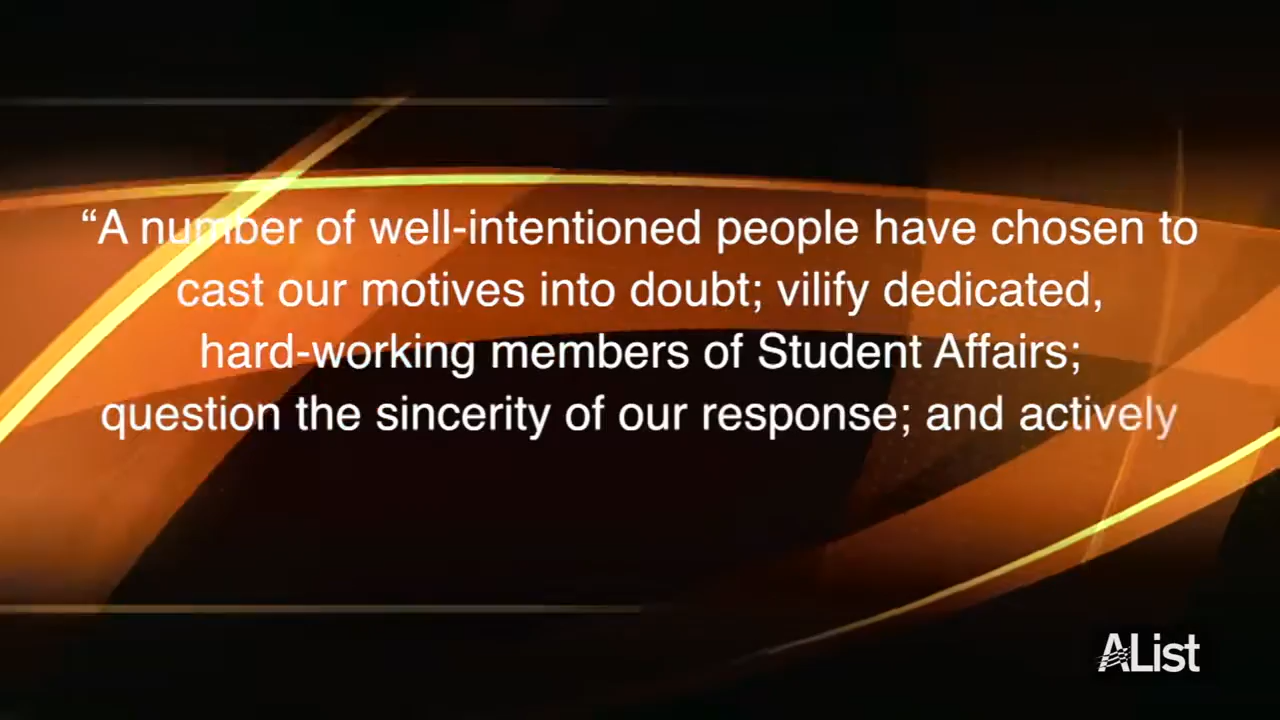 “A number of well-intentioned people have chosen to
cast our motives into doubt; vilify dedicated,
hard-working members of Student Affairs;
question the sincerity of our response; and actively
AList